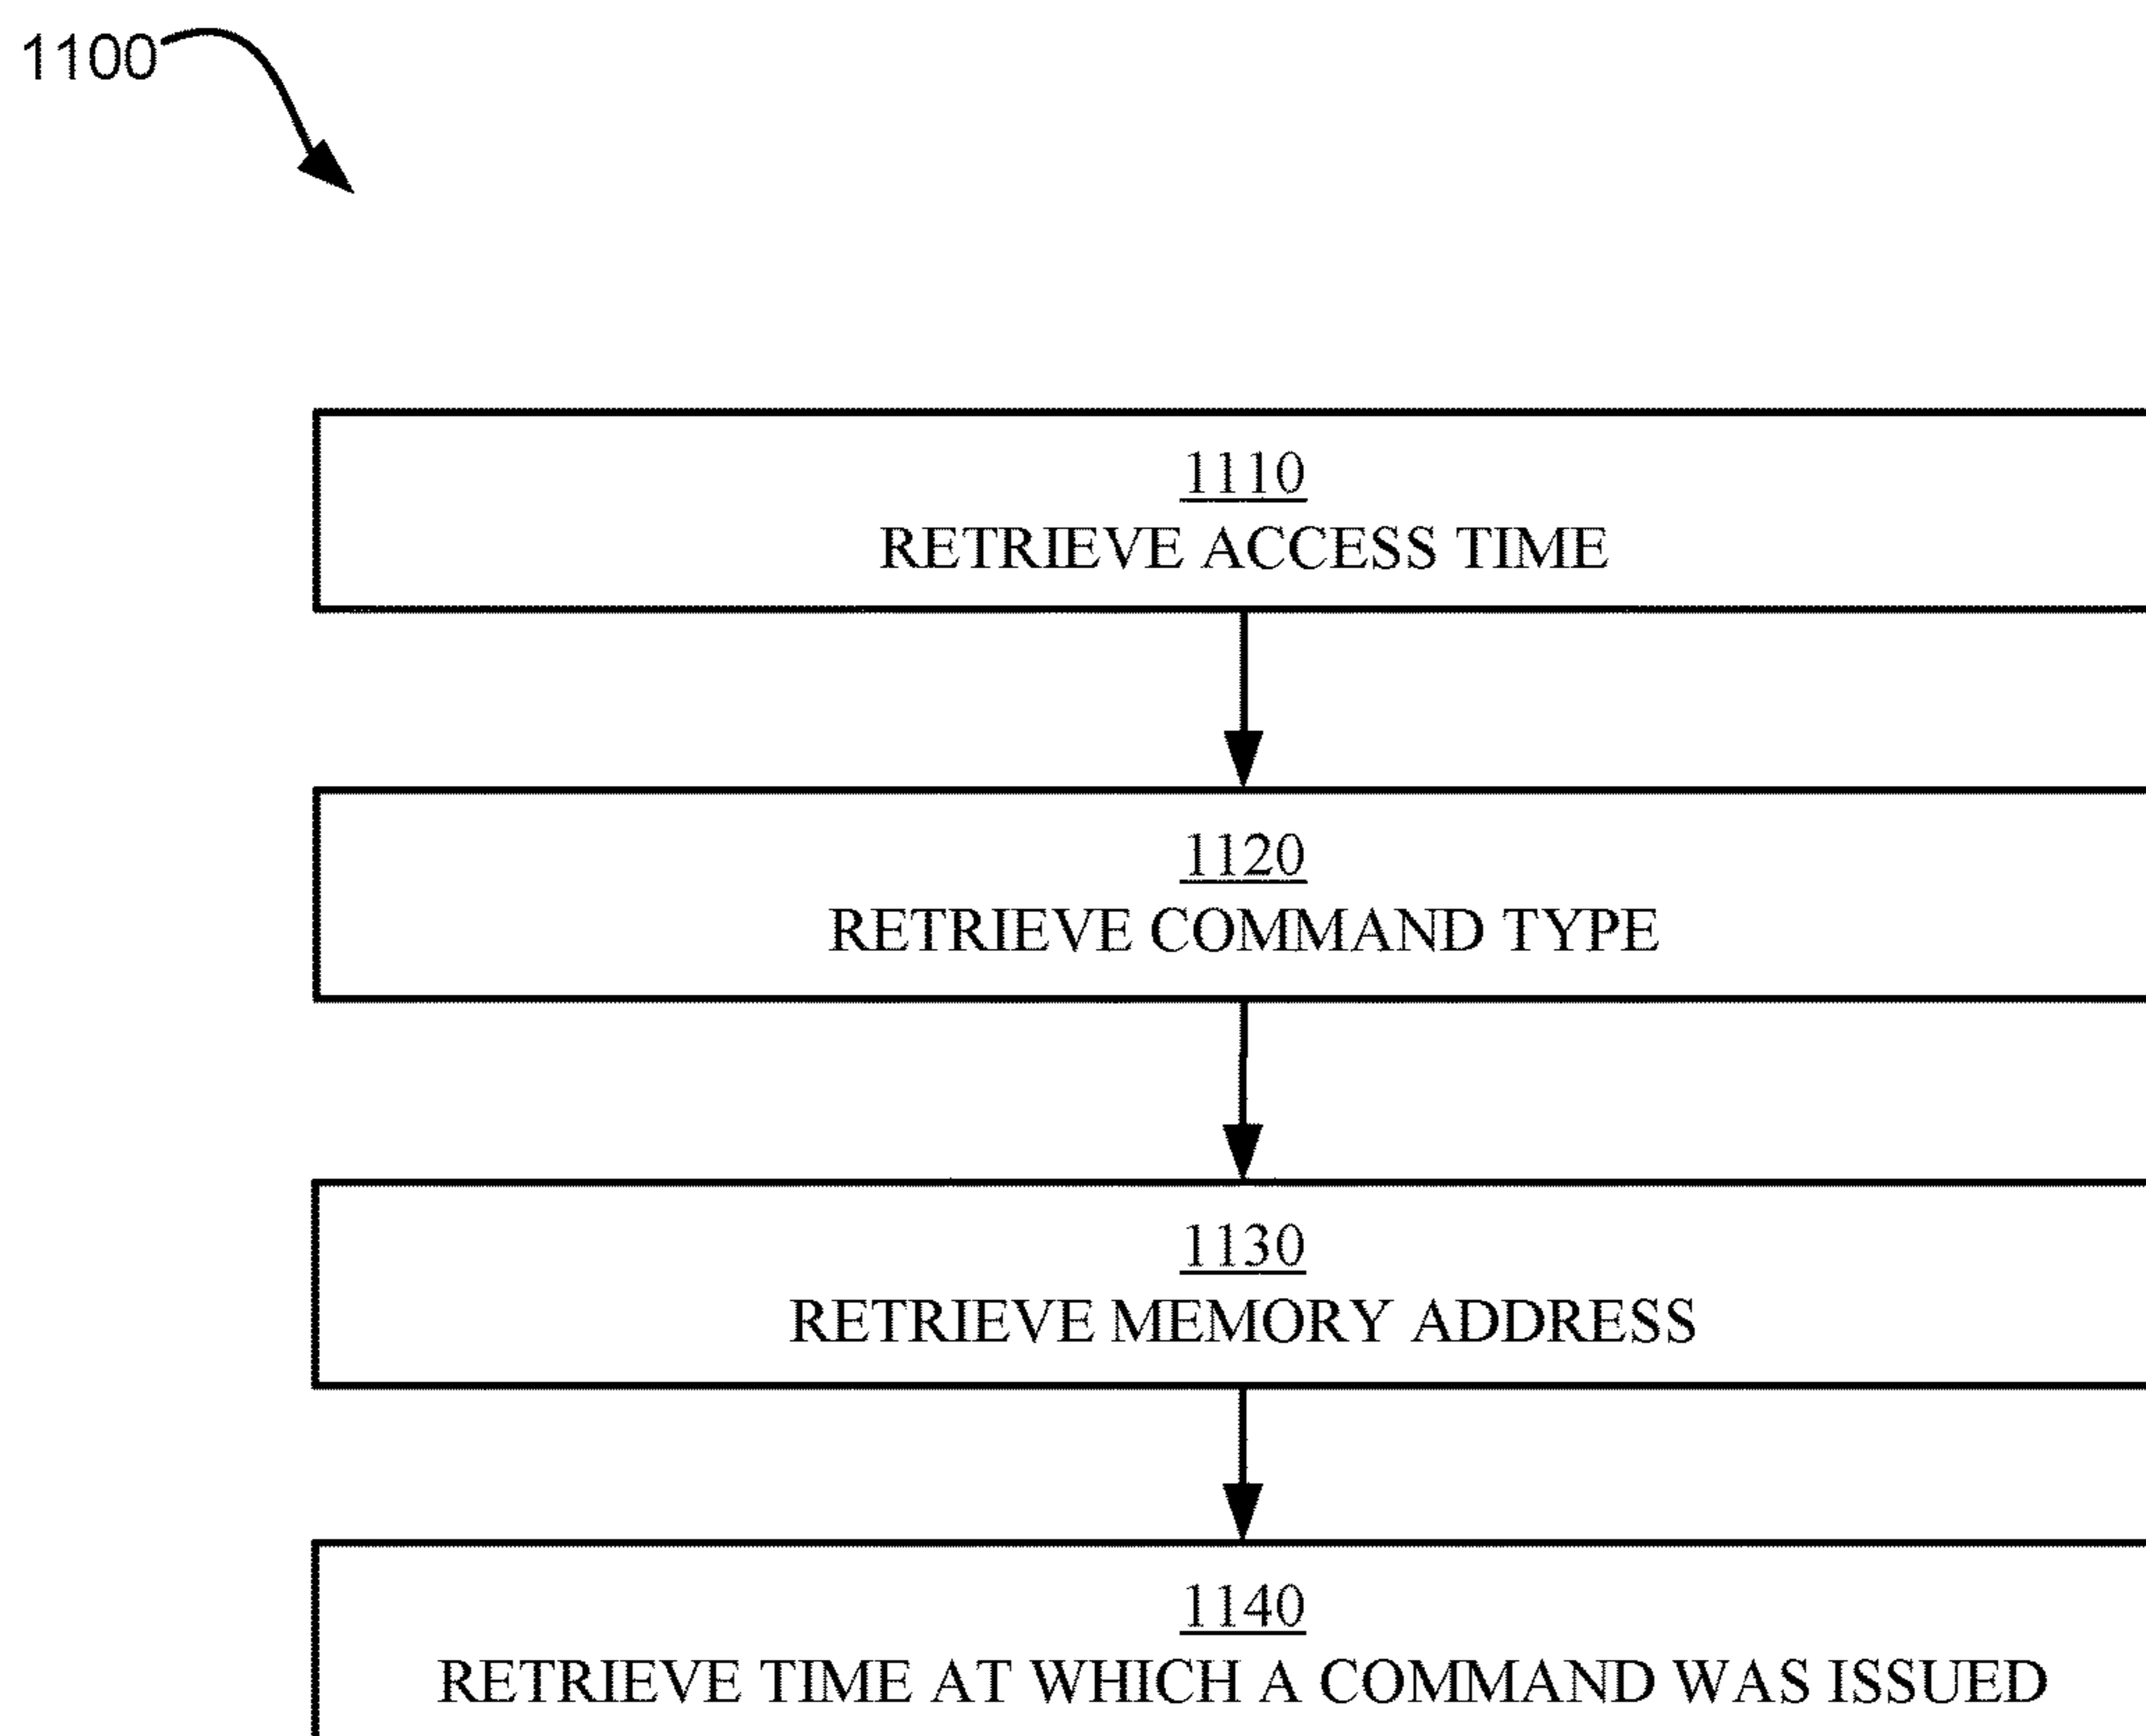 1100
1110
RETRIEVE ACCESS TIME
1120
RETRIEVE COMMAND TYPE
1130
RETRIEVE MEMORY ADDRESS
1140
RETRIEVE TIME AT WHICH A COMMAND WAS ISSUED